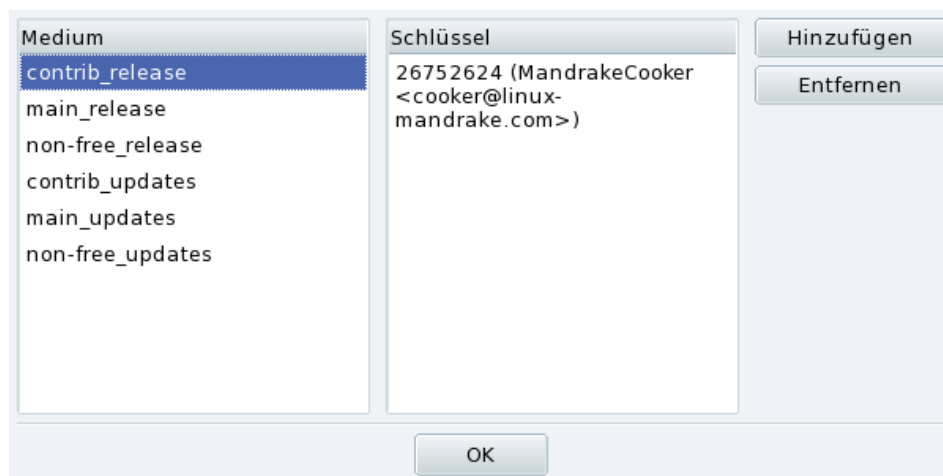 Medium
contrib_release
main_release
non-free_release
contrib_updates
main_updates
non-free_updates
Schlüssel
26752624 (MandrakeCooker
<cooker@linux-
mandrake.com>)
Hinzufügen
Entfernen
OK